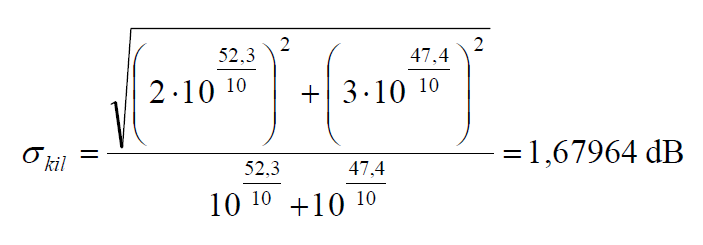 σ_kil = √((2·10^(52,3/10))^2 + (3·10^(47,4/10))^2) / (10^(52,3/10) + 10^(47,4/10)) = 1,67964 dB